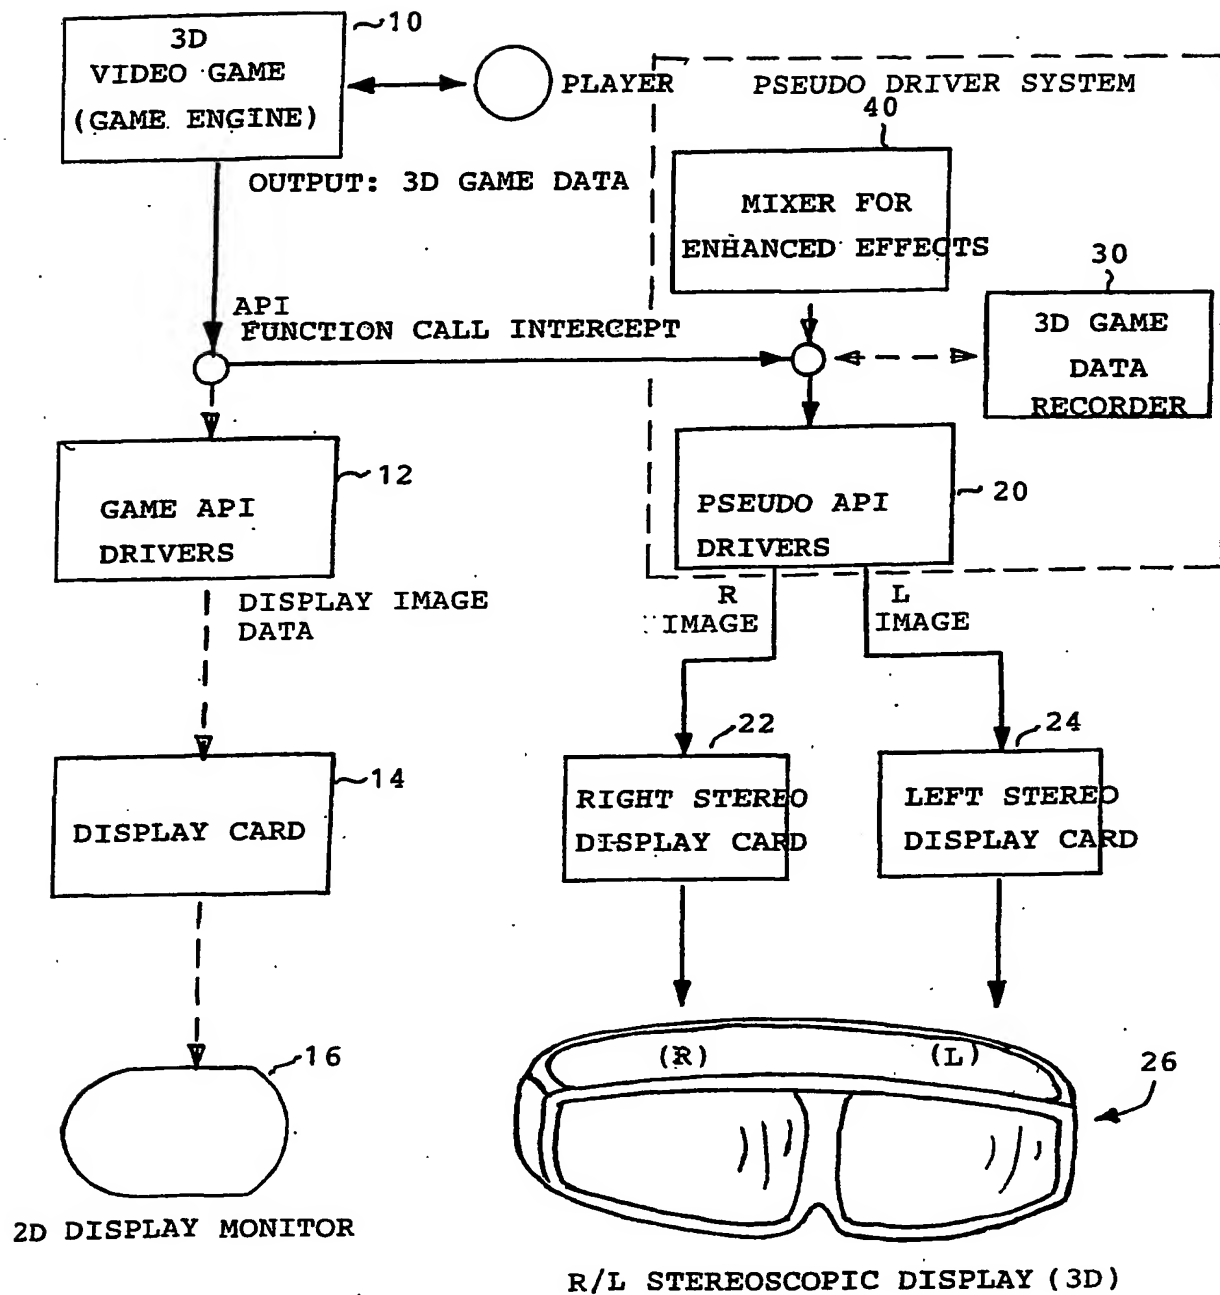 10
3D
VIDEO GAME
(GAME ENGINE)
PLAYER
PSEUDO DRIVER SYSTEM
40
OUTPUT: 3D GAME DATA
MIXER FOR
ENHANCED EFFECTS
30
3D GAME
DATA
RECORDER
API
FUNCTION CALL INTERCEPT
12
GAME API
DRIVERS
20
PSEUDO API
DRIVERS
DISPLAY IMAGE
DATA
R
IMAGE
L
IMAGE
14
DISPLAY CARD
22
RIGHT STEREO
DISPLAY CARD
24
LEFT STEREO
DISPLAY CARD
16
(R)
(L)
26
2D DISPLAY MONITOR
R/L STEREOSCOPIC DISPLAY (3D)